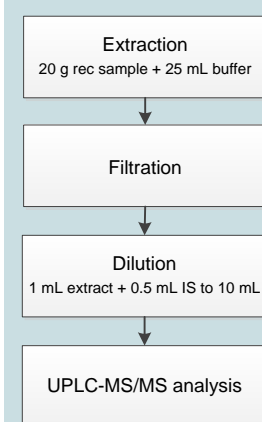 Extraction
20 g rec sample + 25 mL buffer
Filtration
Dilution
1 mL extract + 0.5 mL IS to 10 mL
UPLC-MS/MS analysis